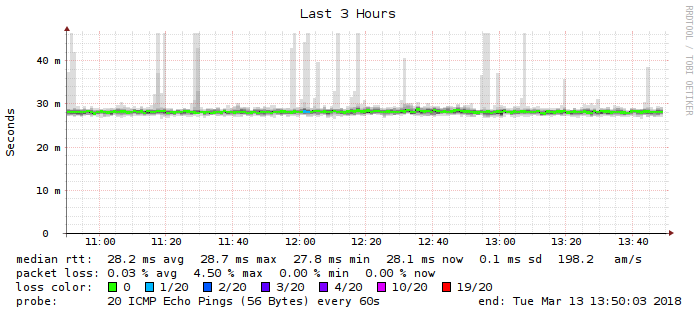 Last 3 Hours
RRDTOOL / TOBI OETIKER
Seconds
40 m
30 m
20 m
10 m
0
11:00 11:20 11:40 12:00 12:20 12:40 13:00 13:20 13:40
median rtt: 28.2 ms avg 28.7 ms max 27.8 ms min 28.1 ms now 0.1 ms sd 198.2 am/s
packet loss: 0.03 % avg 4.50 % max 0.00 % min 0.00 % now
loss color: 0 1/20 2/20 3/20 4/20 10/20 19/20
probe: 20 ICMP Echo Pings (56 Bytes) every 60s end: Tue Mar 13 13:50:03 2018